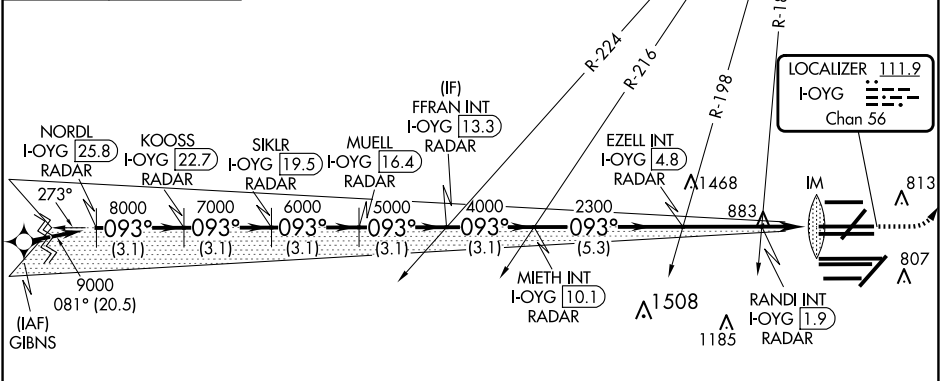 R-224
R-216
R-198
R-18
LOCALIZER 111.9
I-OYG
Chan 56
(IF)
FFRAN INT
I-OYG 13.3
RADAR
NORDL
I-OYG 25.8
RADAR
KOOSS
I-OYG 22.7
RADAR
SIKLR
I-OYG 19.5
RADAR
MUELL
I-OYG 16.4
RADAR
EZELL INT
I-OYG 4.8
RADAR
1468
IM
813
273°
8000
093°
(3.1)
7000
093°
(3.1)
6000
093°
(3.1)
5000
093°
(3.1)
4000
093°
(3.1)
2300
093°
(5.3)
883
807
9000
081° (20.5)
(IAF)
GIBNS
MIETH INT
I-OYG 10.1
RADAR
1508
1185
RANDI INT
I-OYG 1.9
RADAR